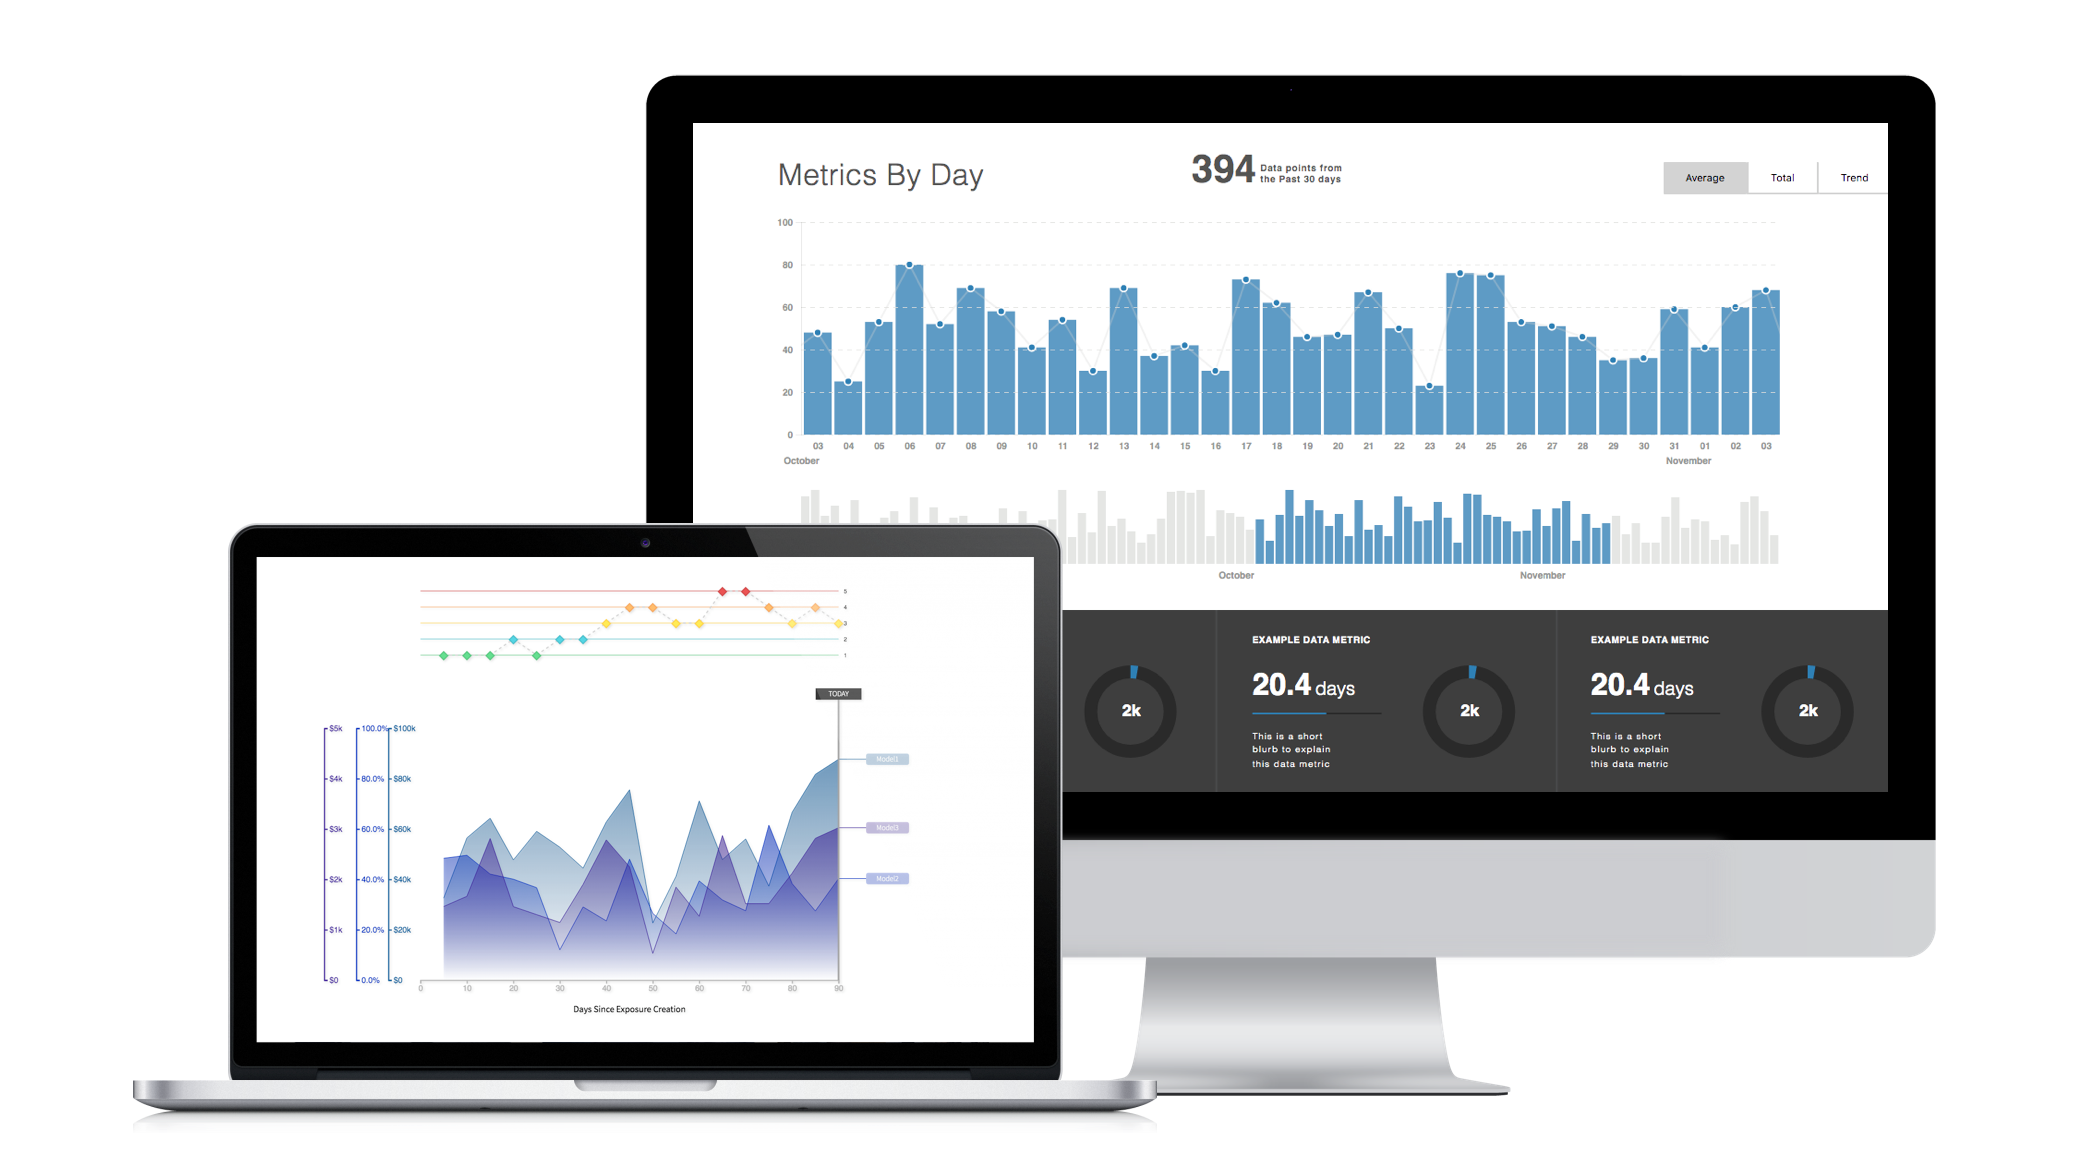 Metrics By Day
394 Data points from
the Past 30 days
Average Total Trend
100
80
60
40
20
0
03 04 05 06 07 08 09 10 11 12 13 14 15 16 17 18 19 20 21 22 23 24 25 26 27 28 29 30 31 01 02 03
October November
October November
EXAMPLE DATA METRIC
20.4 days
This is a short
blurb to explain
this data metric
2k
2k
EXAMPLE DATA METRIC
20.4 days
This is a short
blurb to explain
this data metric
2k
5
4
3
2
1
TODAY
$5k 100.0% $100k
$4k 80.0% $80k
$3k 60.0% $60k
$2k 40.0% $40k
$1k 20.0% $20k
$0 0.0% $0
Model1
Model3
Model2
0 10 20 30 40 50 60 70 80 90
Days Since Exposure Creation